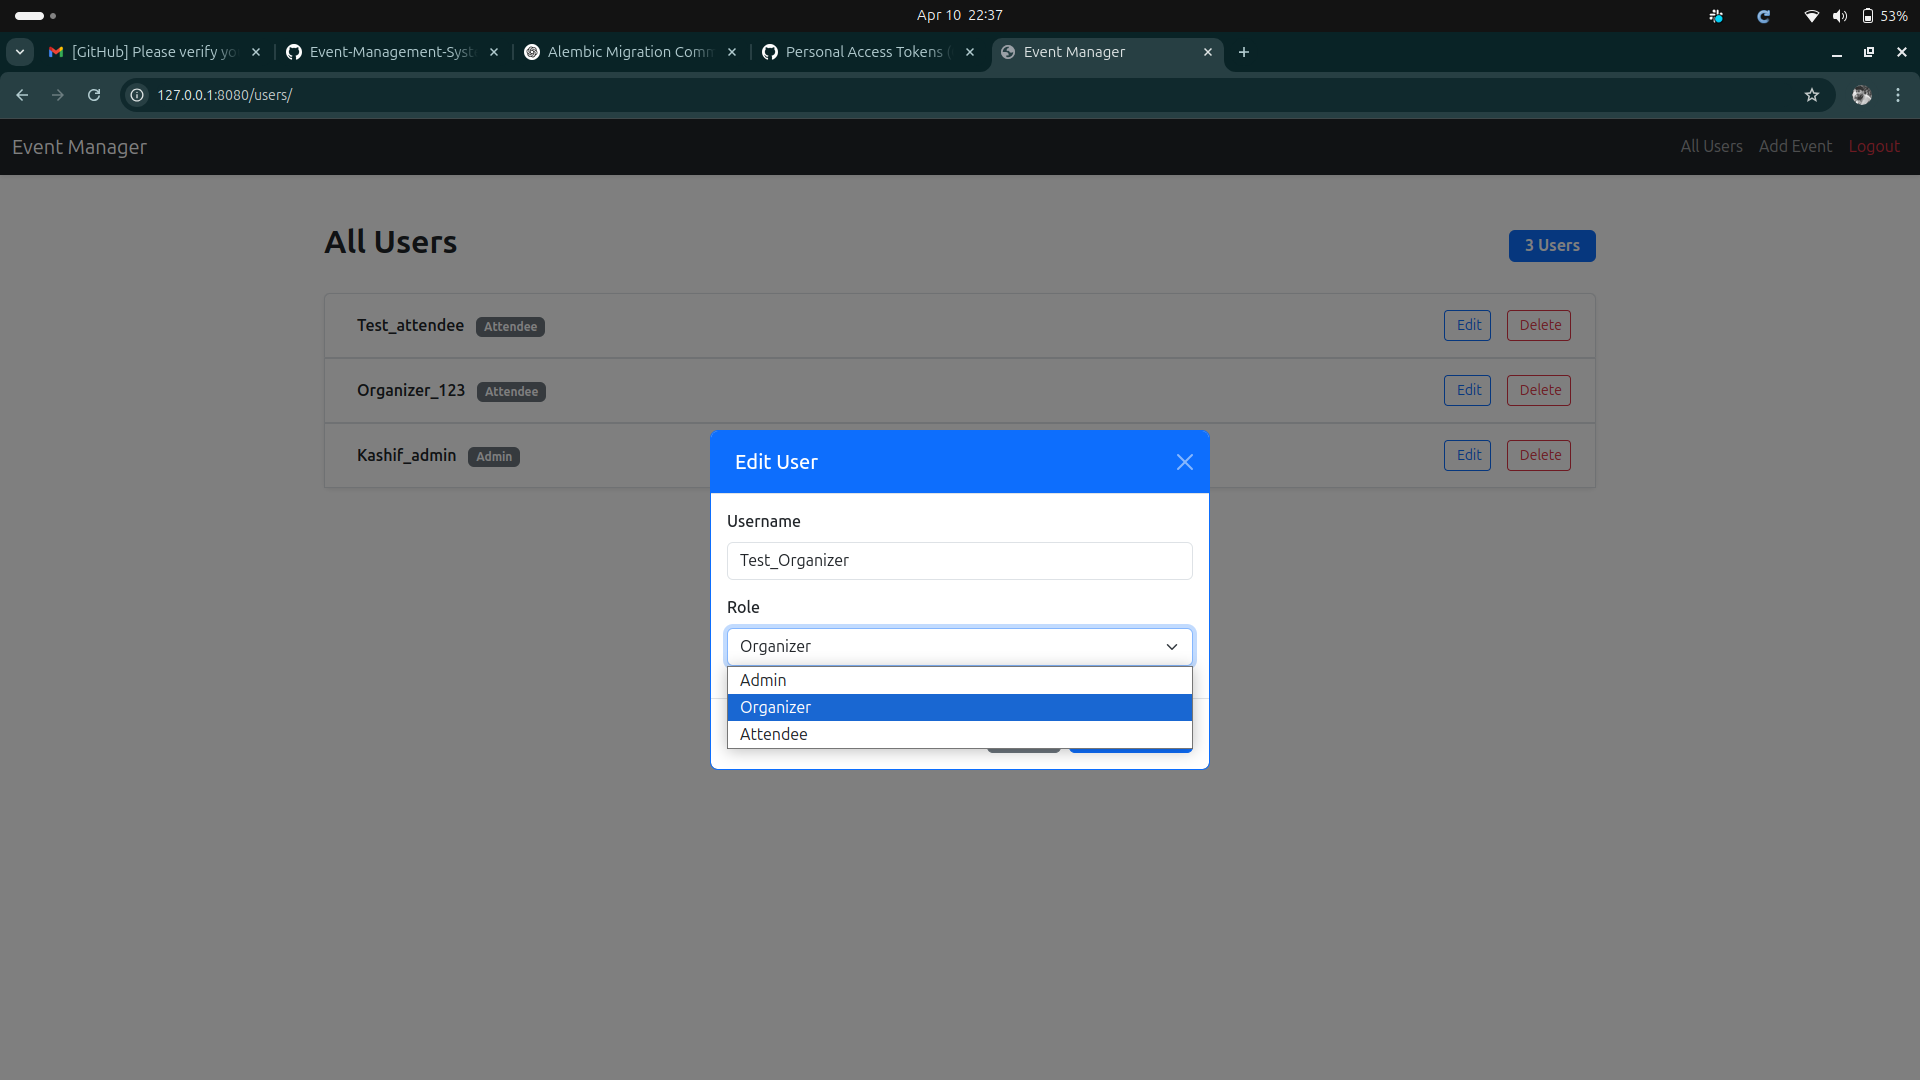 Apr 10 22:37
53%
[GitHub] Please verify yo
Event-Management-Syst
Alembic Migration Comm
Personal Access Tokens (
Event Manager
127.0.0.1:8080/users/
Event Manager
All Users Add Event Logout
All Users
3 Users
Test_attendee Attendee Edit Delete
Organizer_123 Attendee Edit Delete
Kashif_admin Admin Edit Delete
Edit User
Username
Test_Organizer
Role
Organizer
Admin
Organizer
Attendee